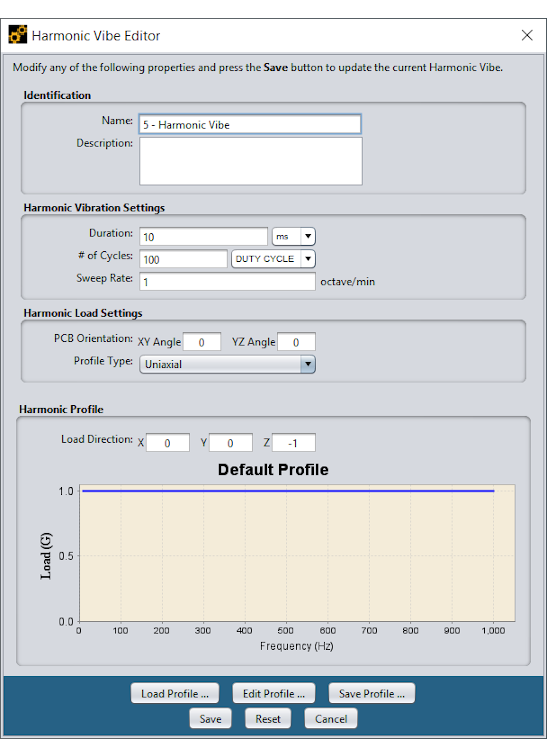 Harmonic Vibe Editor
Modify any of the following properties and press the Save button to update the current Harmonic Vibe.
Identification
Name: 5 - Harmonic Vibe
Description:
Harmonic Vibration Settings
Duration: 10 ms
# of Cycles: 100 DUTY CYCLE
Sweep Rate: 1 octave/min
Harmonic Load Settings
PCB Orientation: XY Angle 0 YZ Angle 0
Profile Type: Uniaxial
Harmonic Profile
Load Direction: X 0 Y 0 Z -1
Default Profile
Load (G)
1.0
0.5
0.0
0 100 200 300 400 500 600 700 800 900 1,000
Frequency (Hz)
Load Profile ... Edit Profile ... Save Profile ...
Save Reset Cancel